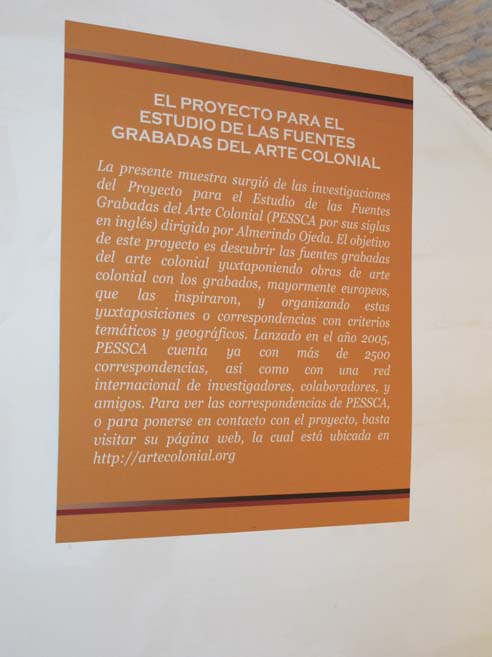 EL PROYECTO PARA EL
ESTUDIO DE LAS FUENTES
GRABADAS DEL ARTE COLONIAL
La presente muestra surgió de las investigaciones
del Proyecto para el Estudio de las Fuentes
Grabadas del Arte Colonial (PESSCA por sus siglas
en inglés) dirigido por Almerindo Ojeda. El objetivo
de este proyecto es descubrir las fuentes grabadas
del arte colonial yuxtaponiendo obras de arte
colonial con los grabados, mayormente europeos,
que las inspiraron, y organizando estas
yuxtaposiciones o correspondencias con criterios
temáticos y geográficos. Lanzado en el año 2005,
PESSCA cuenta ya con más de 2500
correspondencias, así como con una red
internacional de investigadores, colaboradores, y
amigos. Para ver las correspondencias de PESSCA,
o para ponerse en contacto con el proyecto, basta
visitar su página web, la cual está ubicada en
http://artecolonial.org